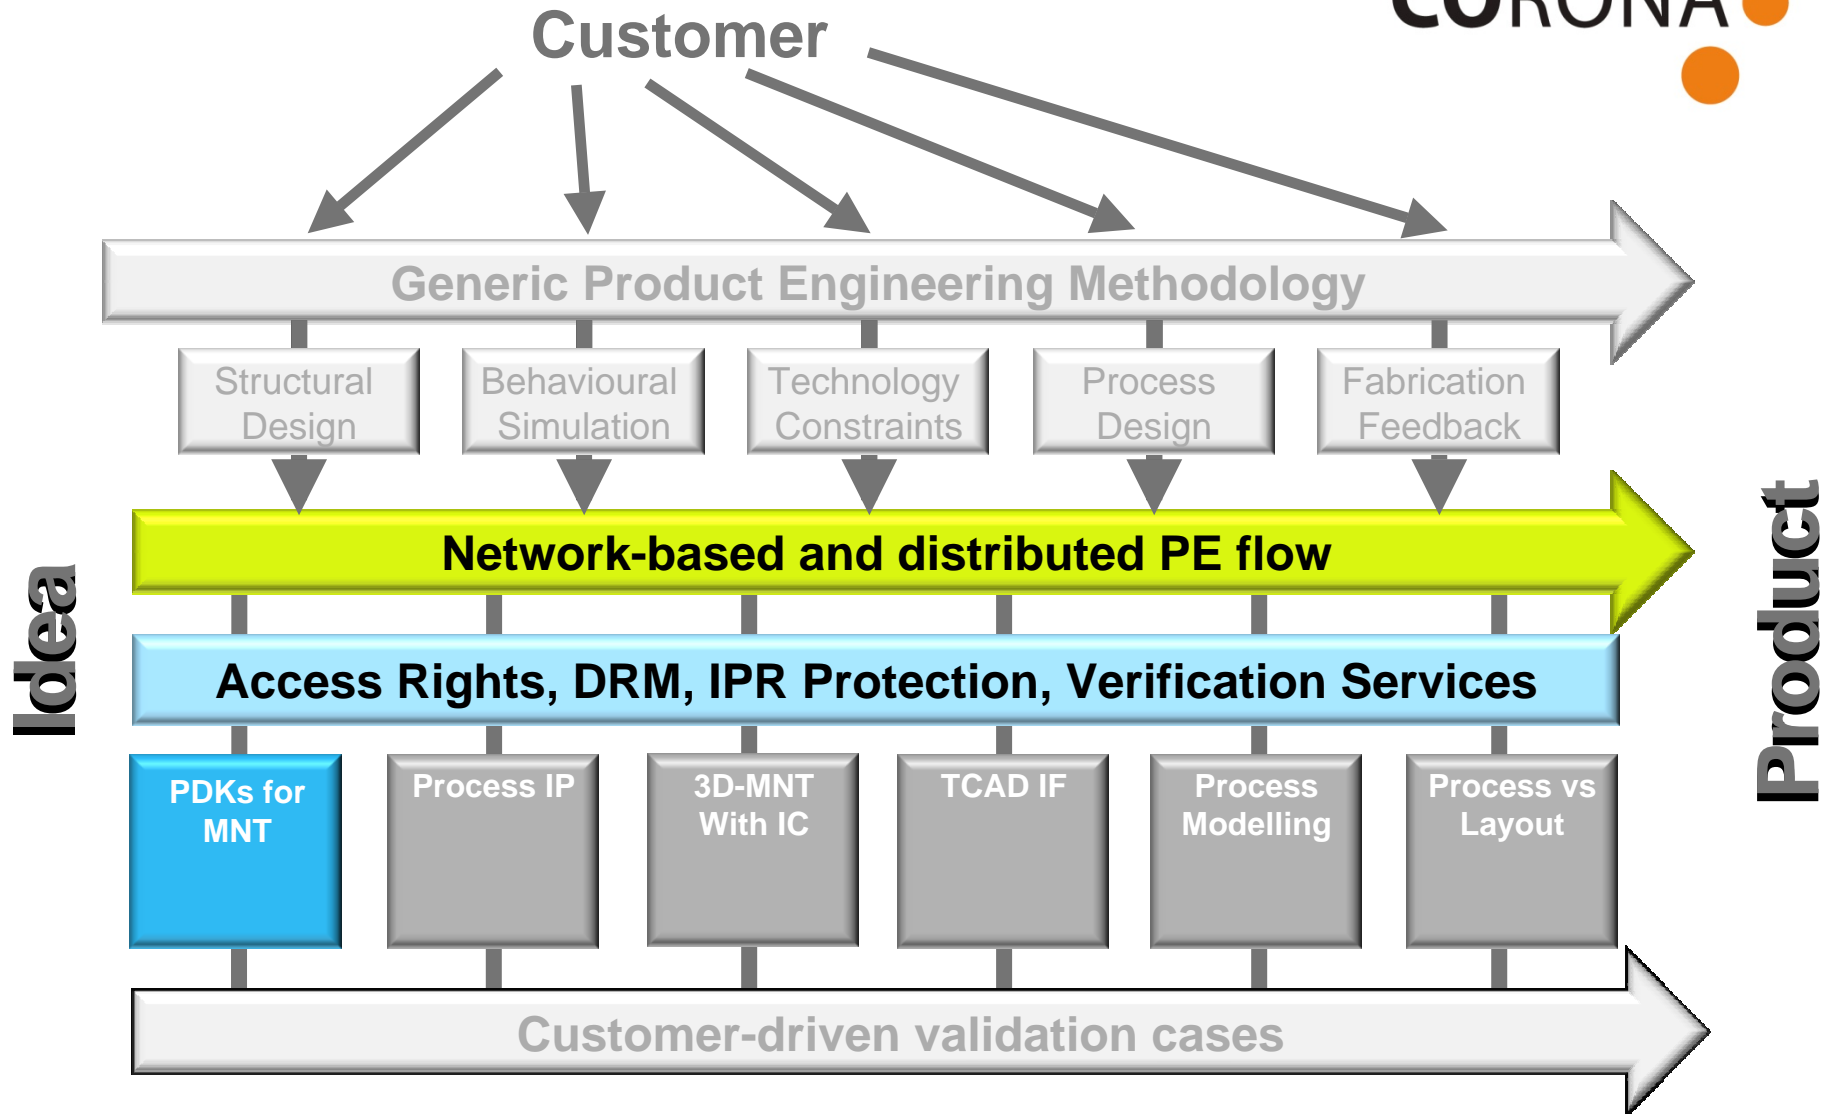 CORONA
Customer
Generic Product Engineering Methodology
Structural
Design
Behavioural
Simulation
Technology
Constraints
Process
Design
Fabrication
Feedback
Idea
Network-based and distributed PE flow
Product
Access Rights, DRM, IPR Protection, Verification Services
PDKs for
MNT
Process IP
3D-MNT
With IC
TCAD IF
Process
Modelling
Process vs
Layout
Customer-driven validation cases